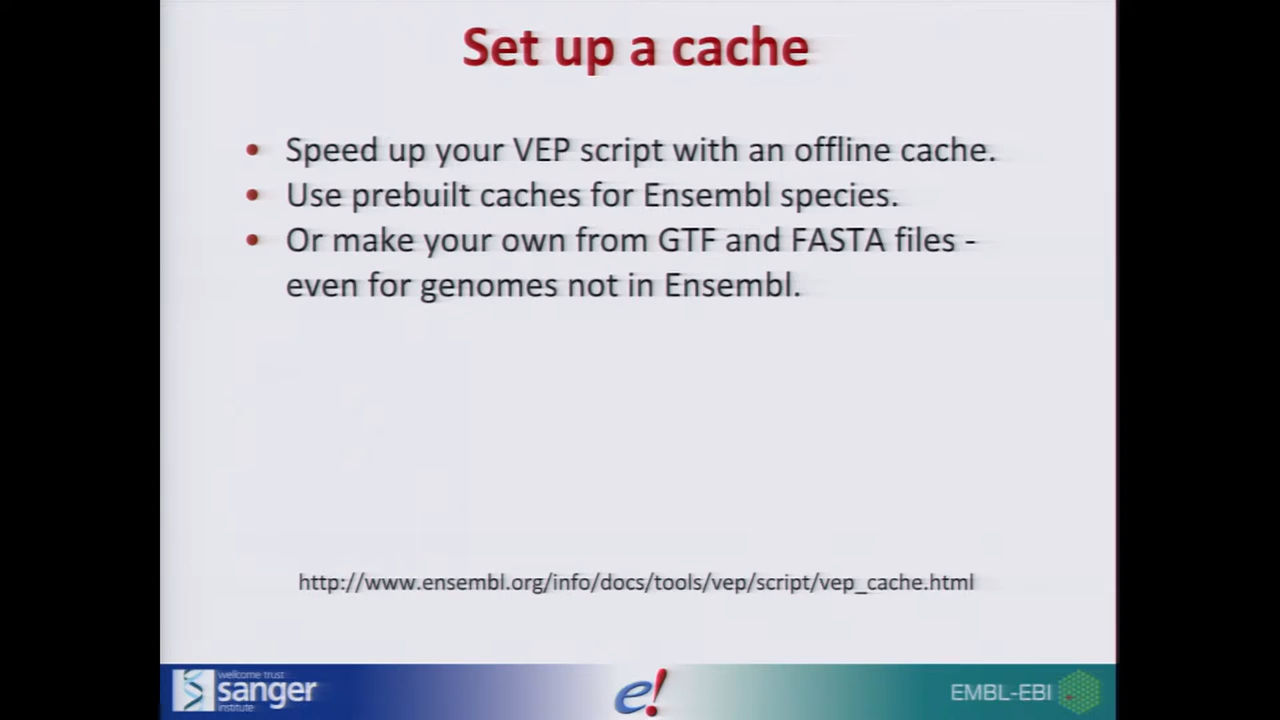 Set up a cache
• Speed up your VEP script with an offline cache.
• Use prebuilt caches for Ensembl species.
• Or make your own from GTF and FASTA files -
even for genomes not in Ensembl.
http://www.ensembl.org/info/docs/tools/vep/script/vep_cache.html
wellcome trust
sanger
institute
e!
EMBL-EBI